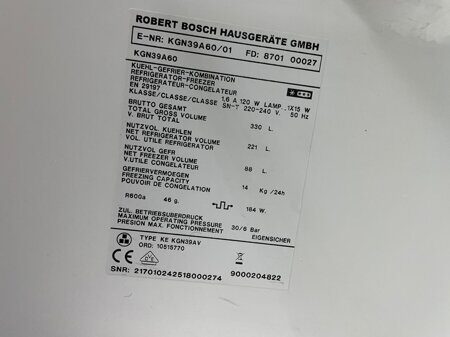 ROBERT BOSCH HAUSGERÄTE GMBH
E-NR: KGN39A60/01 FD: 8701 00027
KGN39A60
KUEHL-GEFRIER-KOMBINATION
REFRIGERATOR-FREEZER
REFRIGERATEUR-CONGELATEUR
EN 29197 1.6 A 120 W LAMP. 1X15 W
KLASSE/CLASSE/CLASSE SN-T 220-240 V. 50 Hz
BRUTTO GESAMT
TOTAL GROSS VOLUME 330 L.
V. BRUT TOTAL
NUTZVOL KUEHLEN
NET REFRIGERATOR VOLUME 221 L.
VOL. UTILE REFRIGERATOR
NUTZVOL GEFR
NET FREEZER VOLUME 88 L.
V.UTILE CONGELATEUR
GEFRIERVERMOEGEN
FREEZING CAPACITY 14 Kg /24h
POUVOIR DE CONGELATION
R600a 46 g. 184 W.
ZUL. BETRIEBSUBERDRUCK
MAXIMUM OPERATING PRESSURE 30/6 Bar
PRESION MAX. FONCTIONNEMENT EIGENSICHER
TYPE KE KGN39AV
ORD: 10515770
SNR: 217010242518000274 9000204822